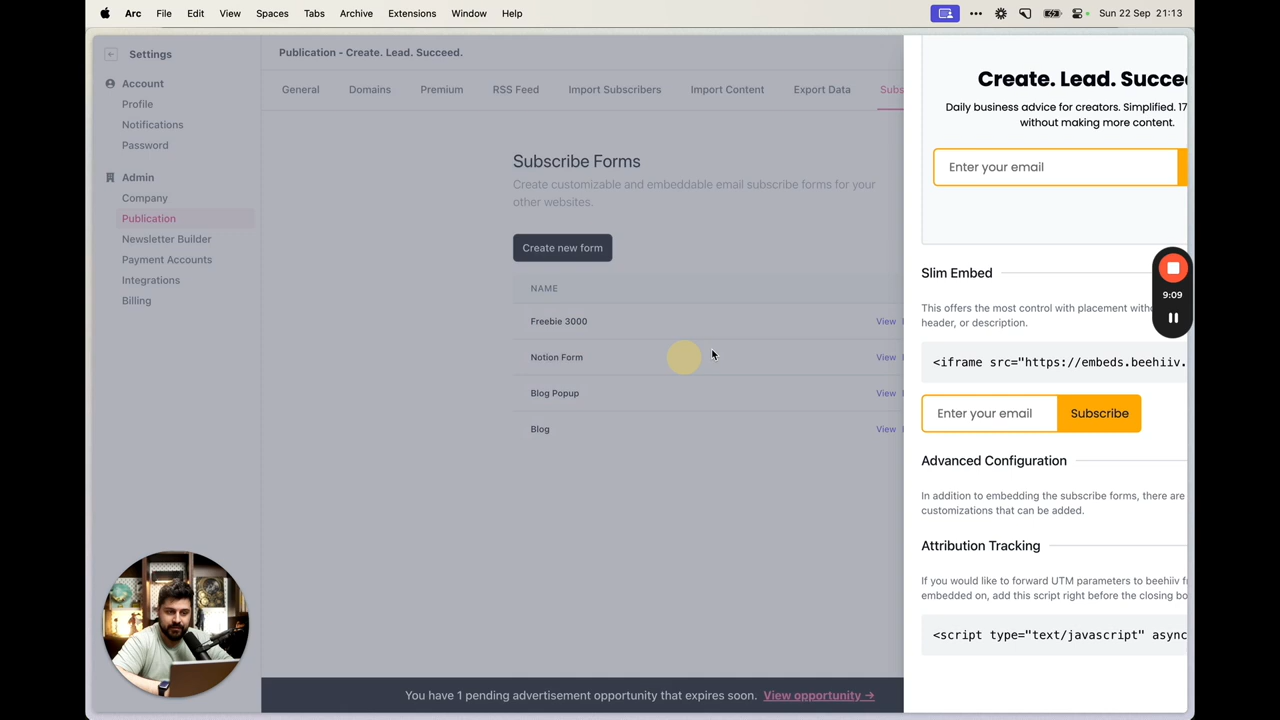 Arc File Edit View Spaces Tabs Archive Extensions Window Help Sun 22 Sep 21:13
Settings
Account
Profile
Notifications
Password
Admin
Company
Publication
Newsletter Builder
Payment Accounts
Integrations
Billing
Publication - Create. Lead. Succeed.
General Domains Premium RSS Feed Import Subscribers Import Content Export Data Subs
Subscribe Forms
Create customizable and embeddable email subscribe forms for your
other websites.
Create new form
NAME
Freebie 3000 View
Notion Form View
Blog Popup View
Blog View
You have 1 pending advertisement opportunity that expires soon. View opportunity →
Create. Lead. Succee
Daily business advice for creators. Simplified. 17
without making more content.
Enter your email
Slim Embed
This offers the most control with placement with
header, or description.
<iframe src="https://embeds.beehiiv.
Enter your email Subscribe
Advanced Configuration
In addition to embedding the subscribe forms, there are
customizations that can be added.
Attribution Tracking
If you would like to forward UTM parameters to beehiiv f
embedded on, add this script right before the closing bo
<script type="text/javascript" async
9:09